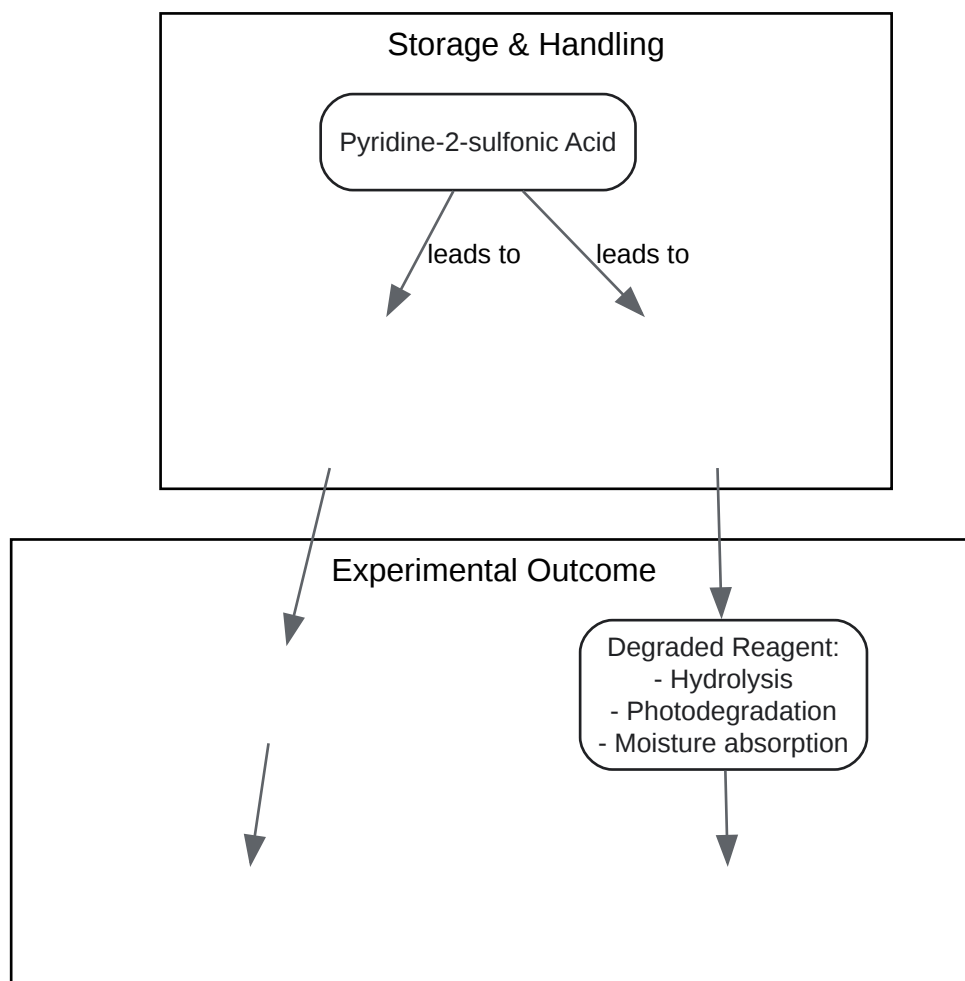 Storage & Handling
Pyridine-2-sulfonic Acid
leads to
leads to
Experimental Outcome
Degraded Reagent:
- Hydrolysis
- Photodegradation
- Moisture absorption